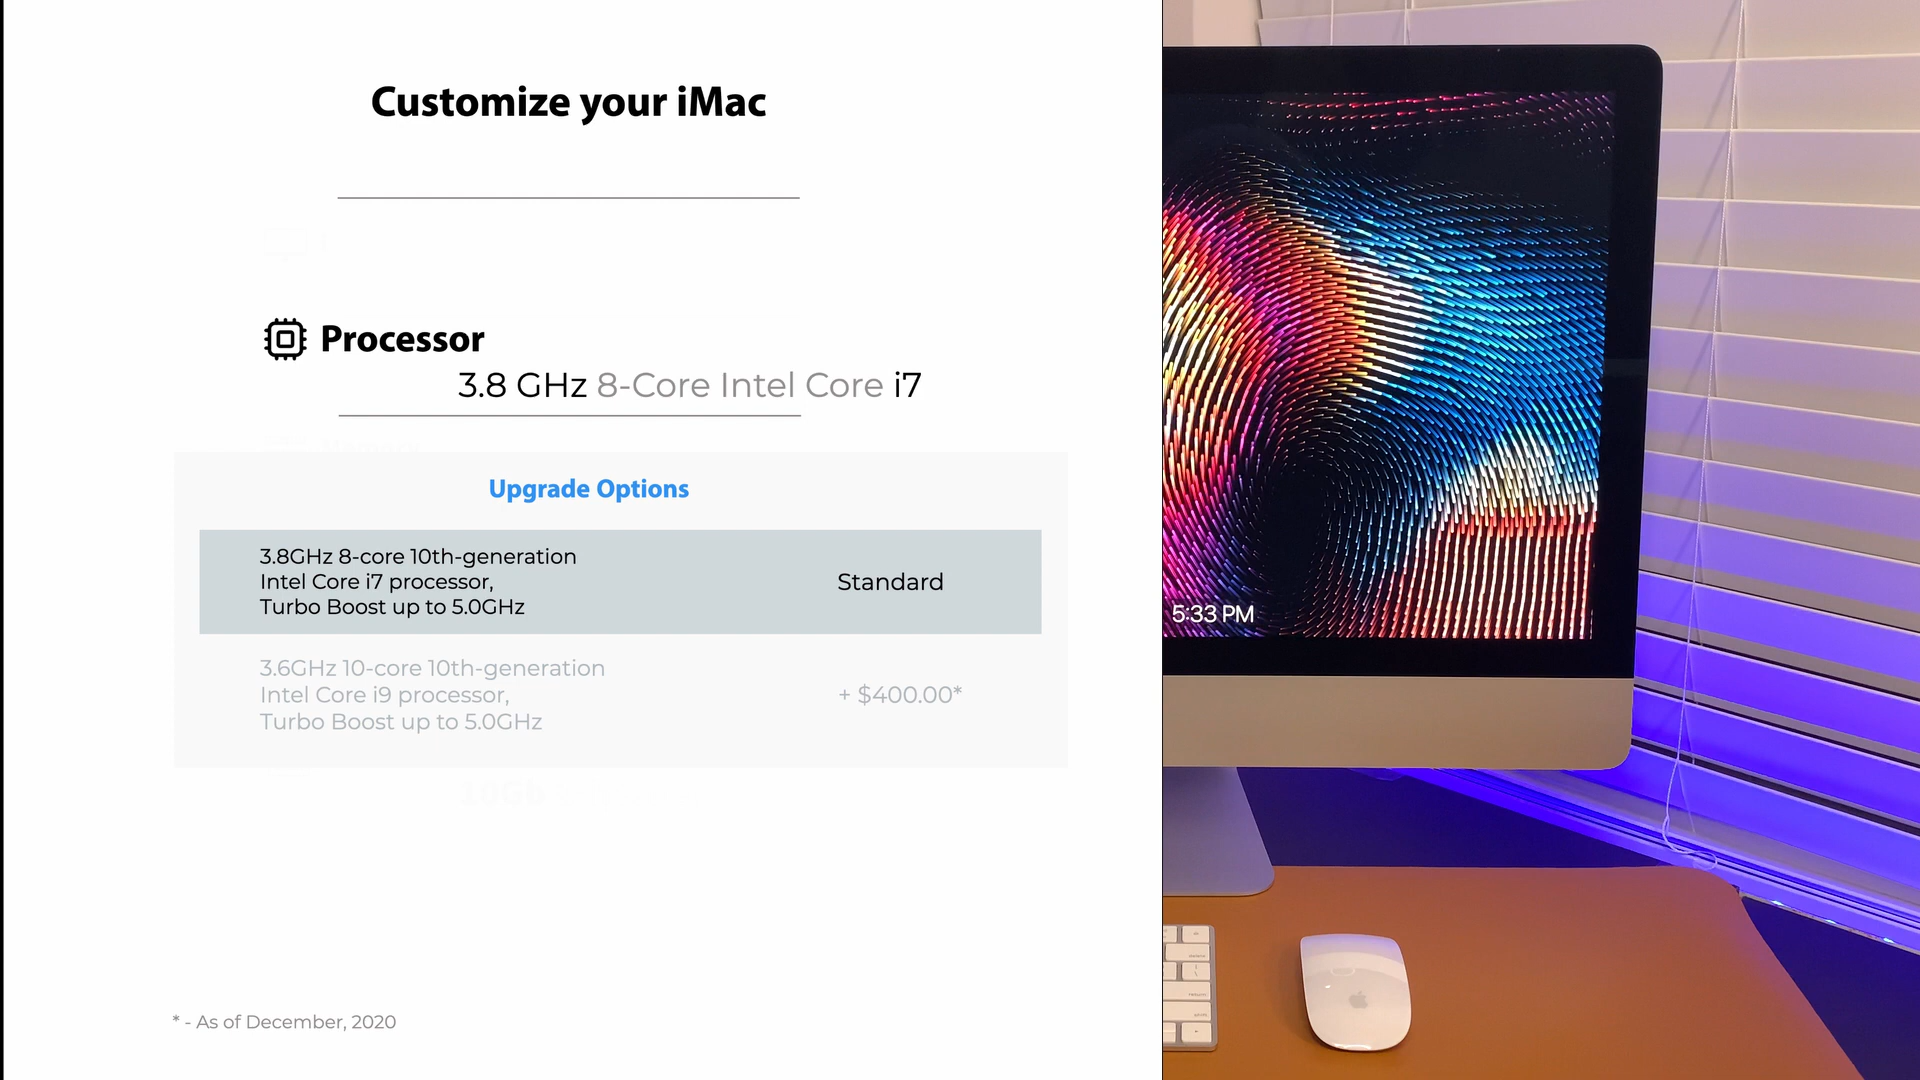 Customize your iMac
Processor
3.8 GHz 8-Core Intel Core i7
Upgrade Options
3.8GHz 8-core 10th-generation
Intel Core i7 processor,
Turbo Boost up to 5.0GHz
Standard
3.6GHz 10-core 10th-generation
Intel Core i9 processor,
Turbo Boost up to 5.0GHz
+ $400.00*
* - As of December, 2020
5:33 PM